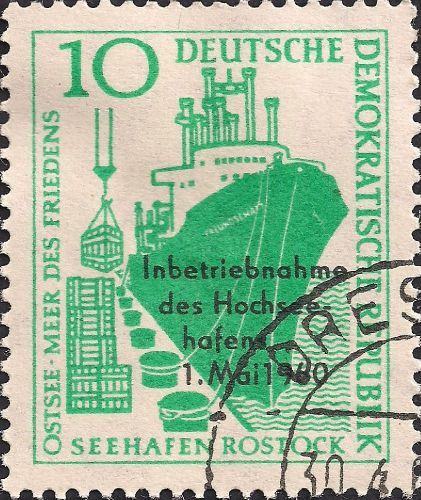 10
DEUTSCHE
DEMOKRATISCHE REPUBLIK
OSTSEE · MEER DES FRIEDENS
Inbetriebnahme
des Hochsee-
hafens
1. Mai 1960
SEEHAFEN ROSTOCK